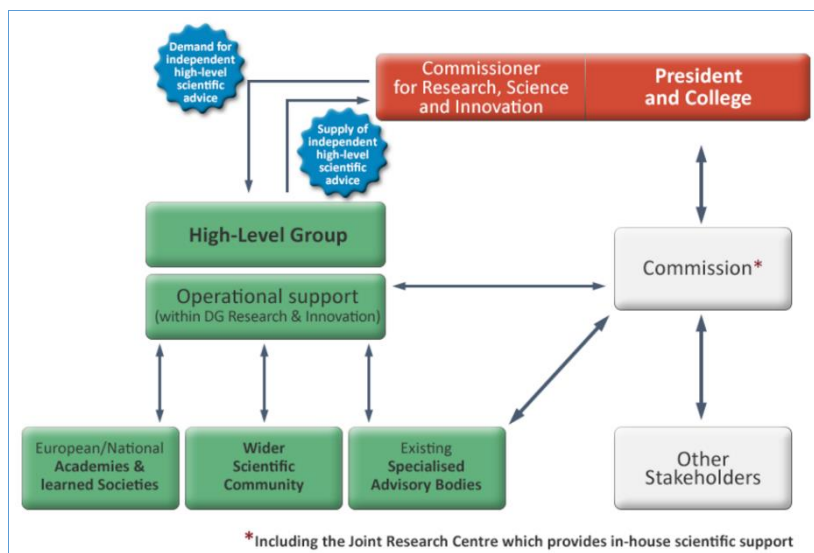 Demand for
independent
high-level
scientific
advice
Commissioner
for Research, Science
and Innovation
President
and College
Supply of
independent
high-level
scientific
advice
High-Level Group
Operational support
(within DG Research & Innovation)
Commission*
European/National
Academies &
learned Societies
Wider
Scientific
Community
Existing
Specialised
Advisory Bodies
Other
Stakeholders
*Including the Joint Research Centre which provides in-house scientific support